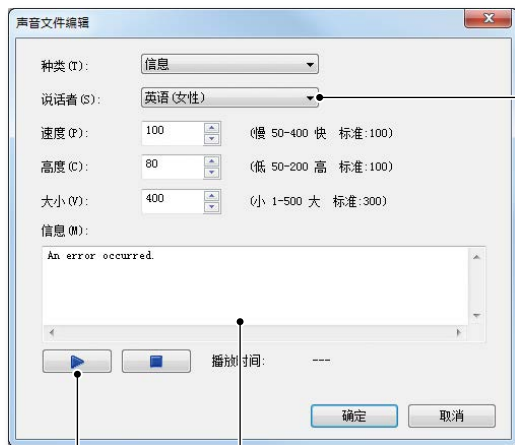 声音文件编辑
种类(T): 信息
说话者(S): 英语(女性)
速度(P): 100 (慢 50-400 快 标准:100)
高度(C): 80 (低 50-200 高 标准:100)
大小(V): 400 (小 1-500 大 标准:300)
信息(M):
An error occurred.
播放时间: ---
确定 取消